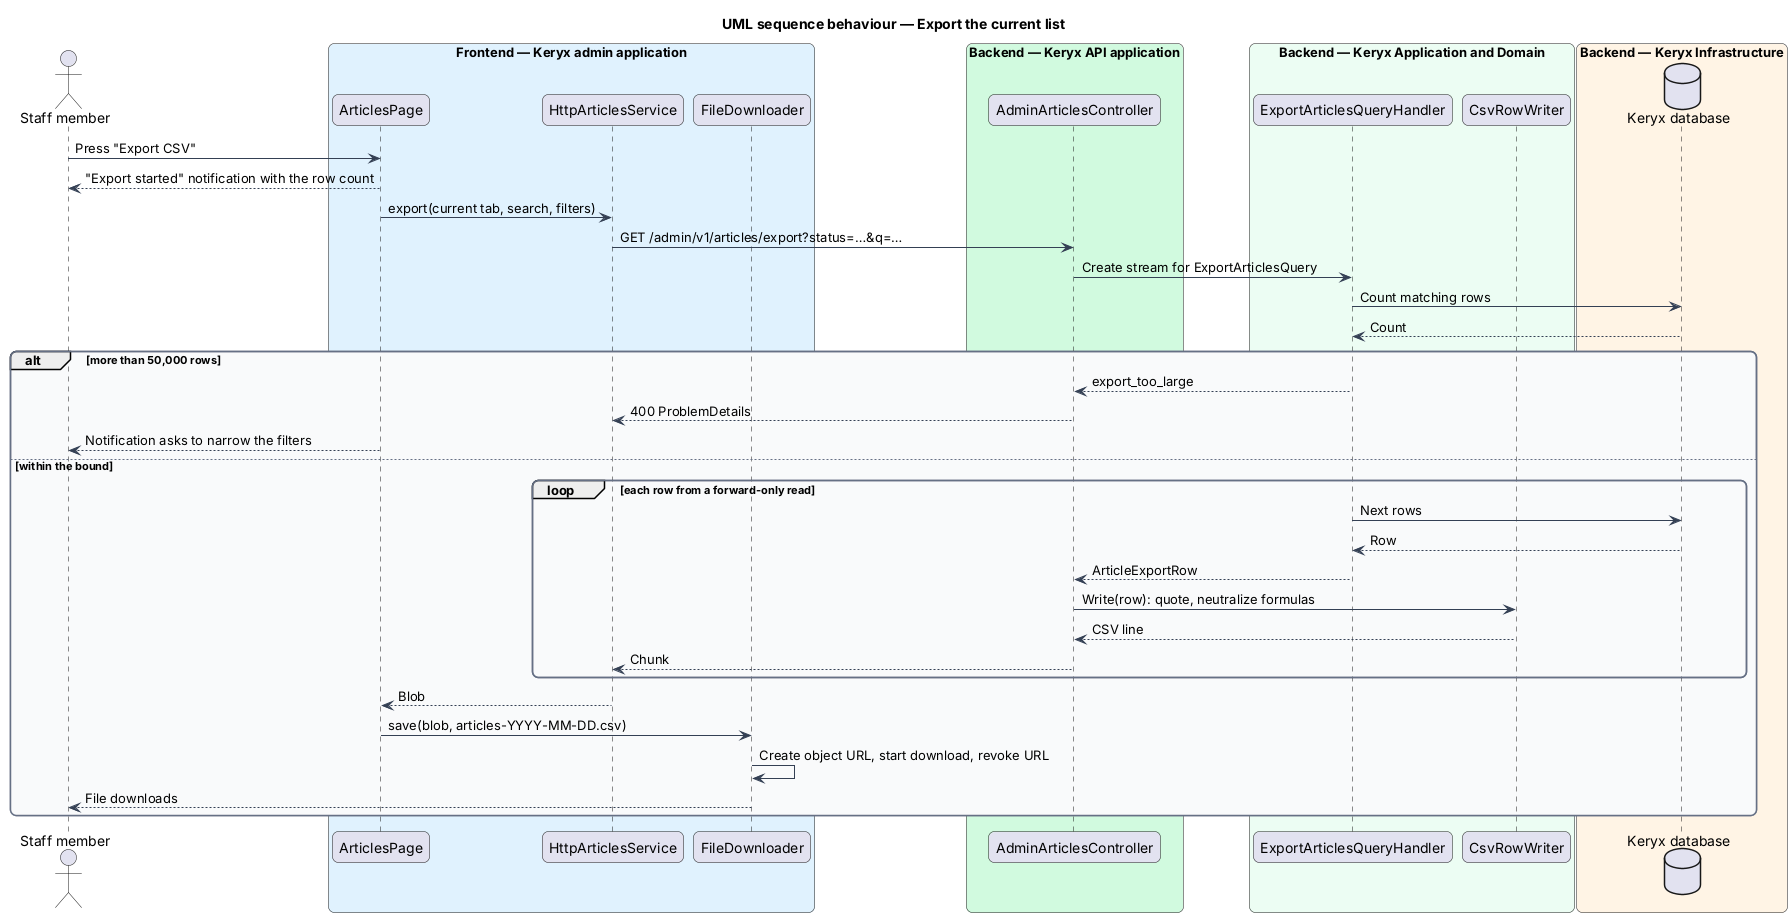 UML sequence behaviour — Export the current list
Frontend — Keryx admin application
Backend — Keryx API application
Backend — Keryx Application and Domain
Backend — Keryx Infrastructure
Staff member
ArticlesPage
HttpArticlesService
FileDownloader
AdminArticlesController
ExportArticlesQueryHandler
CsvRowWriter
Keryx database
Press "Export CSV"
"Export started" notification with the row count
export(current tab, search, filters)
GET /admin/v1/articles/export?status=...&q=...
Create stream for ExportArticlesQuery
Count matching rows
Count
alt
[more than 50,000 rows]
export_too_large
400 ProblemDetails
Notification asks to narrow the filters
[within the bound]
loop
[each row from a forward-only read]
Next rows
Row
ArticleExportRow
Write(row): quote, neutralize formulas
CSV line
Chunk
Blob
save(blob, articles-YYYY-MM-DD.csv)
Create object URL, start download, revoke URL
File downloads
Staff member
ArticlesPage
HttpArticlesService
FileDownloader
AdminArticlesController
ExportArticlesQueryHandler
CsvRowWriter
Keryx database